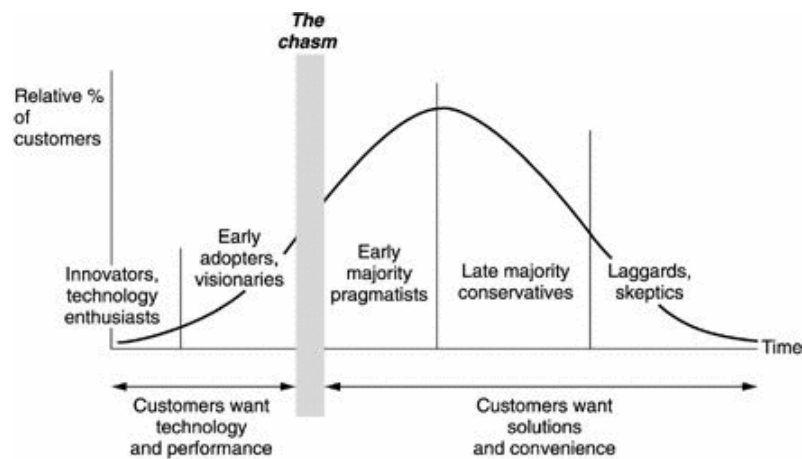 The
chasm
Relative %
of
customers
Innovators,
technology
enthusiasts
Early
adopters,
visionaries
Early
majority
pragmatists
Late majority
conservatives
Laggards,
skeptics
Time
Customers want
technology
and performance
Customers want
solutions
and convenience